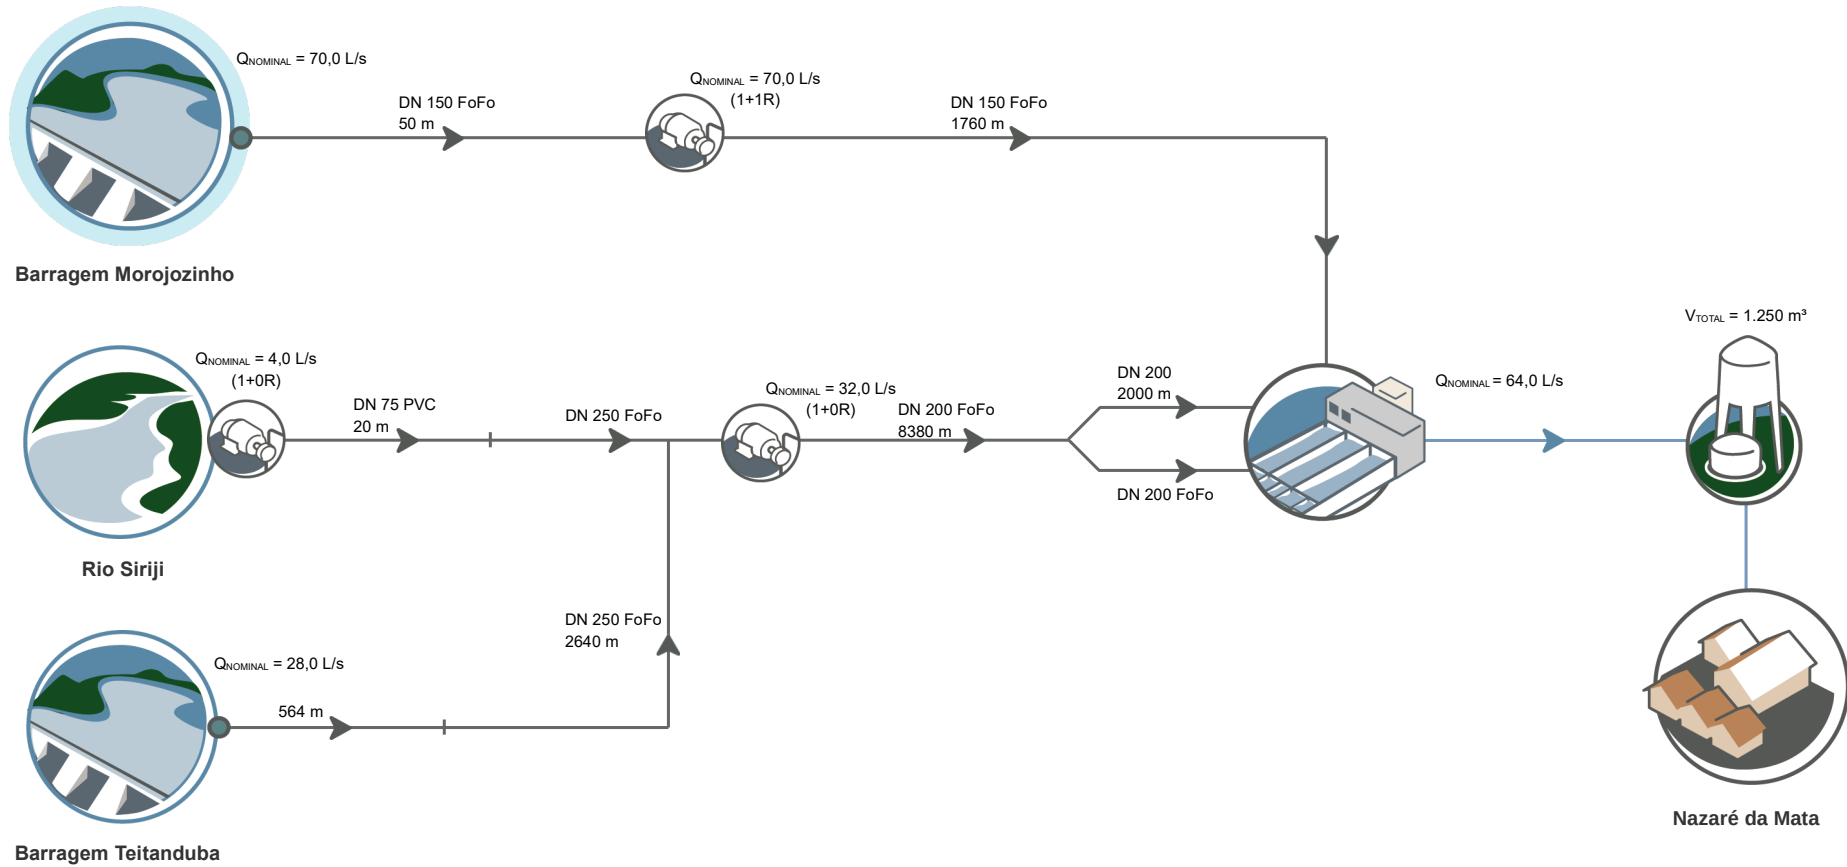 QNOMINAL = 70,0 L/s
DN 150 FoFo
50 m
QNOMINAL = 70,0 L/s
(1+1R)
DN 150 FoFo
1760 m
Barragem Morojozinho
QNOMINAL = 4,0 L/s
(1+0R)
DN 75 PVC
20 m
DN 250 FoFo
QNOMINAL = 32,0 L/s
(1+0R)
DN 200 FoFo
8380 m
DN 200
2000 m
DN 200 FoFo
QNOMINAL = 64,0 L/s
VTOTAL = 1.250 m³
Rio Siriji
DN 250 FoFo
2640 m
QNOMINAL = 28,0 L/s
564 m
Barragem Teitanduba
Nazaré da Mata